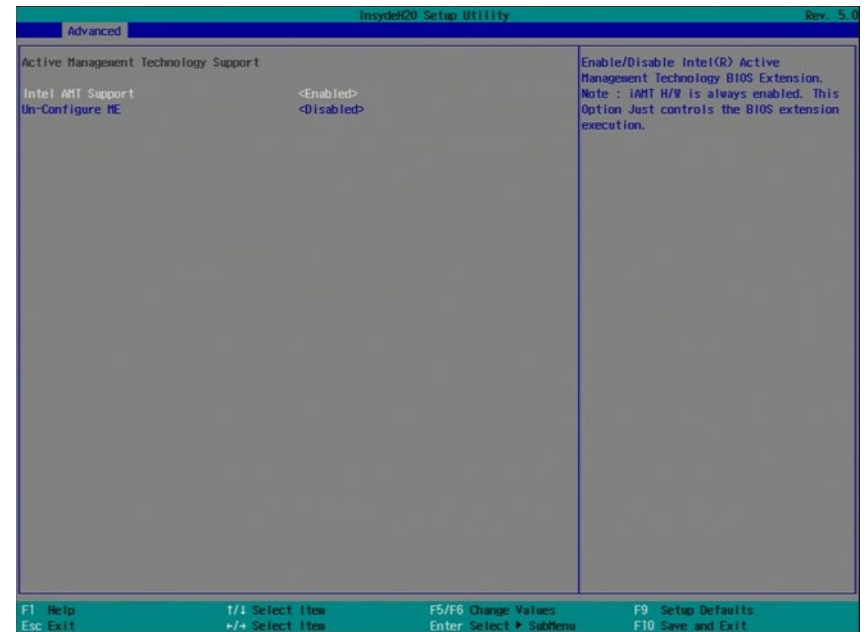 InsydeH20 Setup Utility Rev. 5.0
Advanced
Active Management Technology Support
Intel AMT Support <Enabled>
Un-Configure ME <Disabled>
Enable/Disable Intel(R) Active
Management Technology BIOS Extension.
Note : iAMT H/W is always enabled. This
Option Just controls the BIOS extension
execution.
F1 Help ↑/↓ Select Item F5/F6 Change Values F9 Setup Defaults
Esc Exit ←/→ Select Item Enter Select ▶ SubMenu F10 Save and Exit